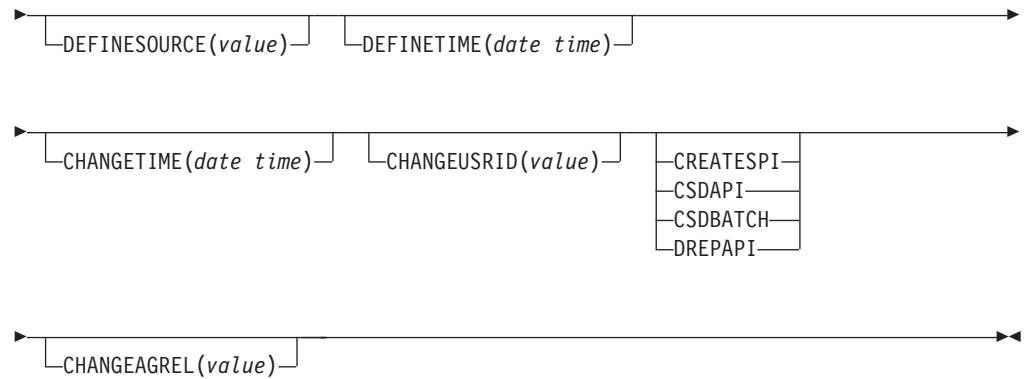 DEFINESOURCE(value) DEFINETIME(date time)
CHANGETIME(date time) CHANGEUSRID(value) CREATESPI
CSDAPI
CSDBATCH
DREPAPI
CHANGEAGREL(value)